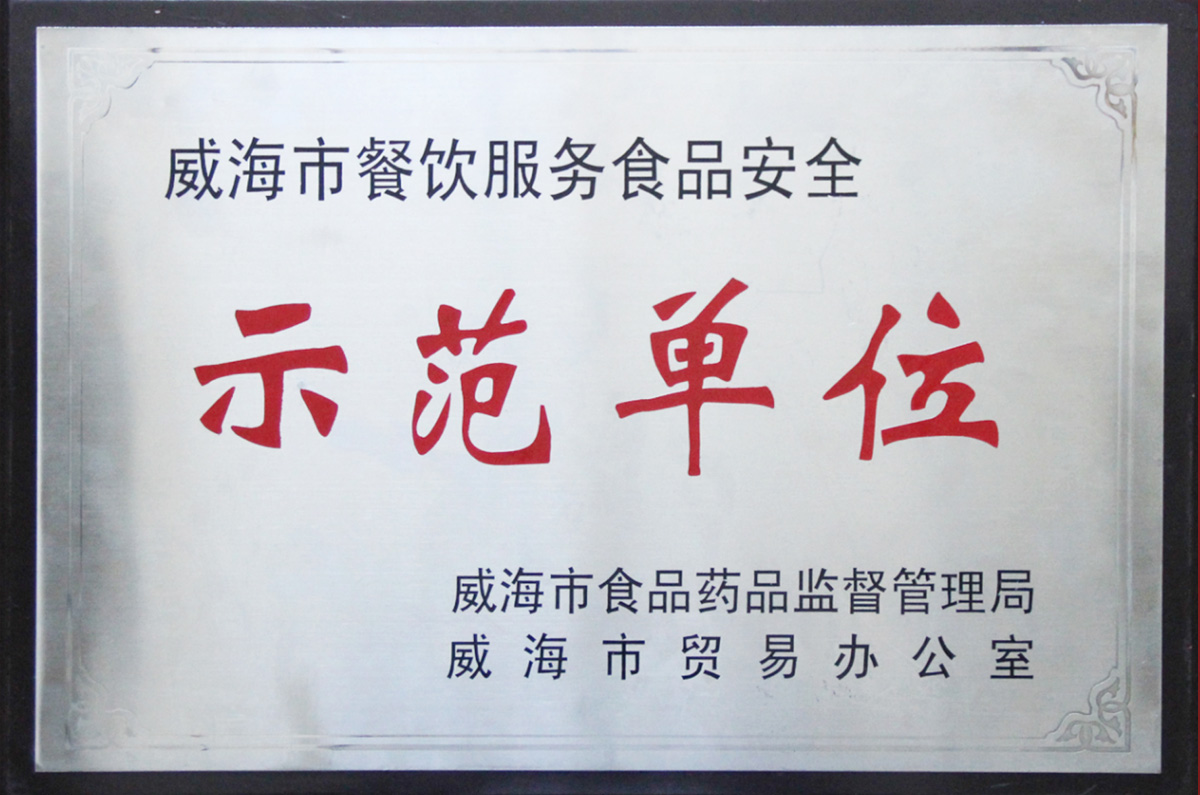 威海市餐饮服务食品安全
示范单位
威海市食品药品监督管理局
威海市贸易办公室